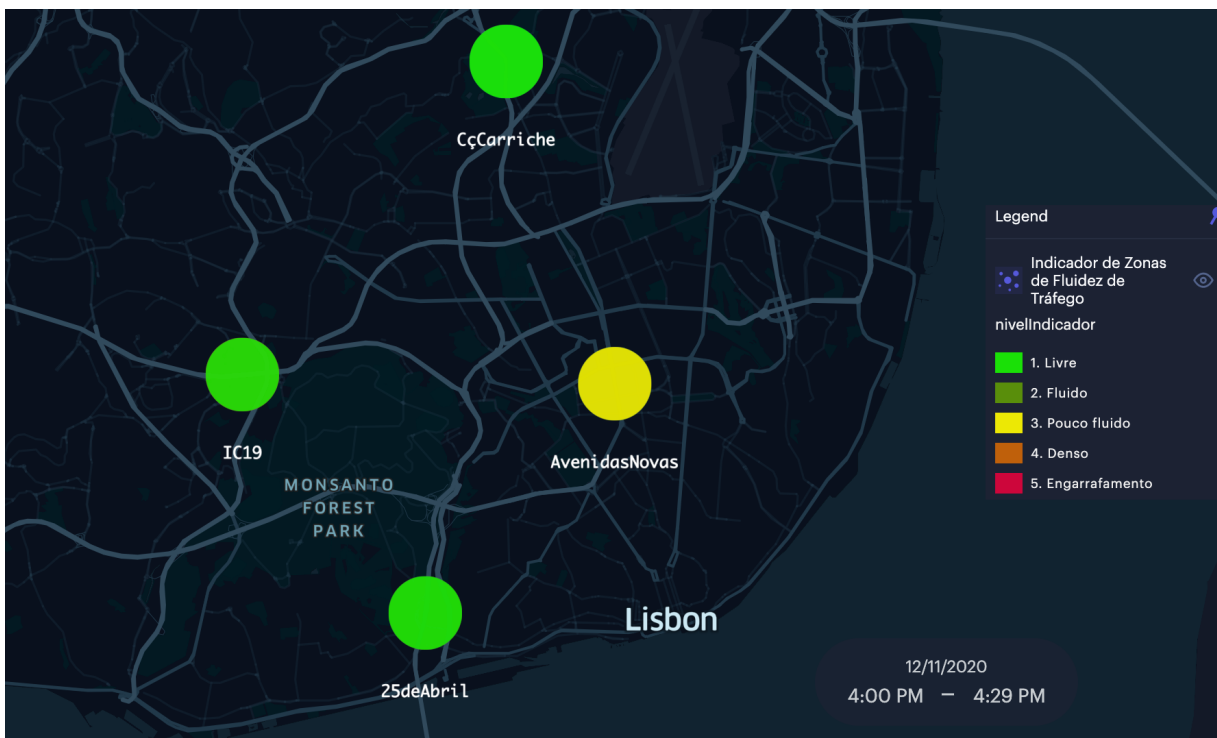 CçCarriche
IC19
AvenidasNovas
MONSANTO
FOREST
PARK
Lisbon
25deAbril
Legend
Indicador de Zonas
de Fluidez de
Tráfego
nivelIndicador
1. Livre
2. Fluido
3. Pouco fluido
4. Denso
5. Engarrafamento
12/11/2020
4:00 PM – 4:29 PM